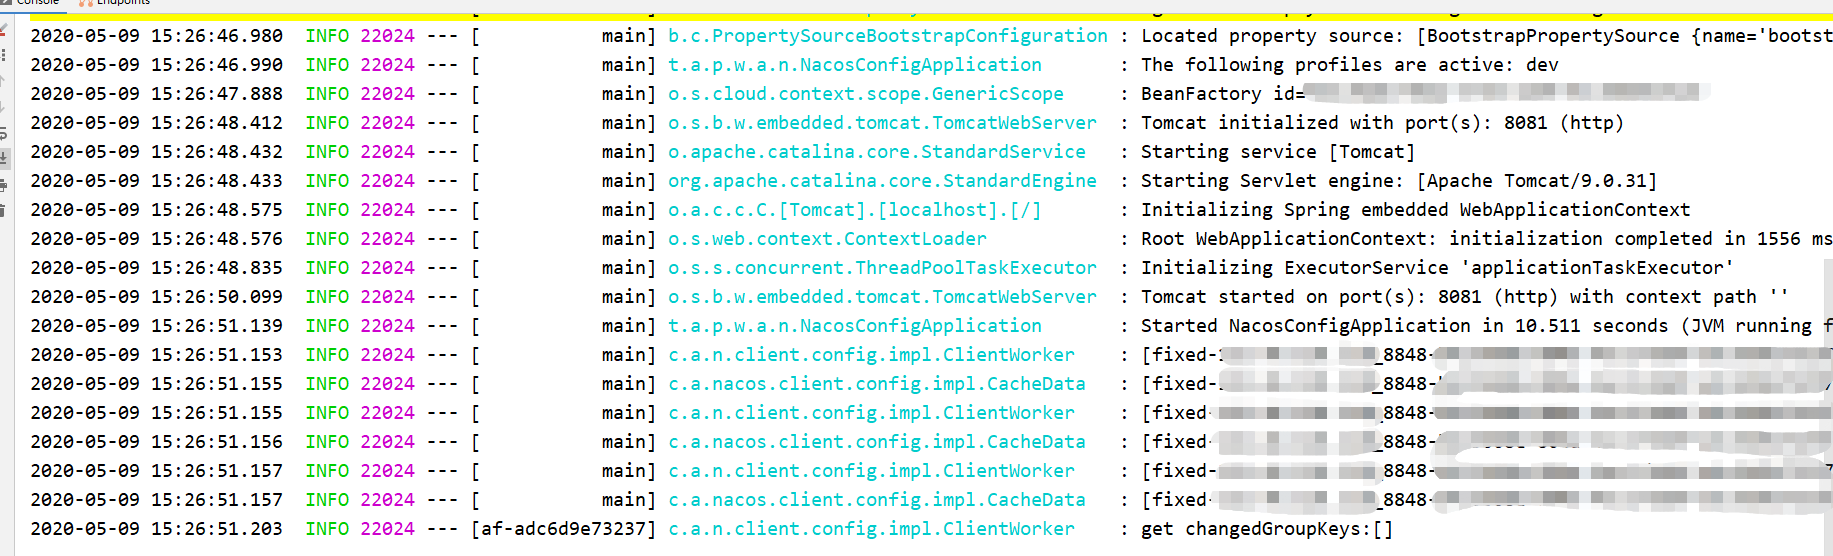 Console Endpoints
2020-05-09 15:26:46.980  INFO 22024 --- [           main] b.c.PropertySourceBootstrapConfiguration : Located property source: [BootstrapPropertySource {name='bootst
2020-05-09 15:26:46.990  INFO 22024 --- [           main] t.a.p.w.a.n.NacosConfigApplication       : The following profiles are active: dev
2020-05-09 15:26:47.888  INFO 22024 --- [           main] o.s.cloud.context.scope.GenericScope     : BeanFactory id=
2020-05-09 15:26:48.412  INFO 22024 --- [           main] o.s.b.w.embedded.tomcat.TomcatWebServer  : Tomcat initialized with port(s): 8081 (http)
2020-05-09 15:26:48.432  INFO 22024 --- [           main] o.apache.catalina.core.StandardService   : Starting service [Tomcat]
2020-05-09 15:26:48.433  INFO 22024 --- [           main] org.apache.catalina.core.StandardEngine  : Starting Servlet engine: [Apache Tomcat/9.0.31]
2020-05-09 15:26:48.575  INFO 22024 --- [           main] o.a.c.c.C.[Tomcat].[localhost].[/]       : Initializing Spring embedded WebApplicationContext
2020-05-09 15:26:48.576  INFO 22024 --- [           main] o.s.web.context.ContextLoader            : Root WebApplicationContext: initialization completed in 1556 ms
2020-05-09 15:26:48.835  INFO 22024 --- [           main] o.s.s.concurrent.ThreadPoolTaskExecutor  : Initializing ExecutorService 'applicationTaskExecutor'
2020-05-09 15:26:50.099  INFO 22024 --- [           main] o.s.b.w.embedded.tomcat.TomcatWebServer  : Tomcat started on port(s): 8081 (http) with context path ''
2020-05-09 15:26:51.139  INFO 22024 --- [           main] t.a.p.w.a.n.NacosConfigApplication       : Started NacosConfigApplication in 10.511 seconds (JVM running f
2020-05-09 15:26:51.153  INFO 22024 --- [           main] c.a.n.client.config.impl.ClientWorker    : [fixed- _8848-
2020-05-09 15:26:51.155  INFO 22024 --- [           main] c.a.nacos.client.config.impl.CacheData   : [fixed- _8848-
2020-05-09 15:26:51.155  INFO 22024 --- [           main] c.a.n.client.config.impl.ClientWorker    : [fixed- _8848-
2020-05-09 15:26:51.156  INFO 22024 --- [           main] c.a.nacos.client.config.impl.CacheData   : [fixed- _8848-
2020-05-09 15:26:51.157  INFO 22024 --- [           main] c.a.n.client.config.impl.ClientWorker    : [fixed- _8848-
2020-05-09 15:26:51.157  INFO 22024 --- [           main] c.a.nacos.client.config.impl.CacheData   : [fixed- _8848-
2020-05-09 15:26:51.203  INFO 22024 --- [af-adc6d9e73237] c.a.n.client.config.impl.ClientWorker    : get changedGroupKeys:[]